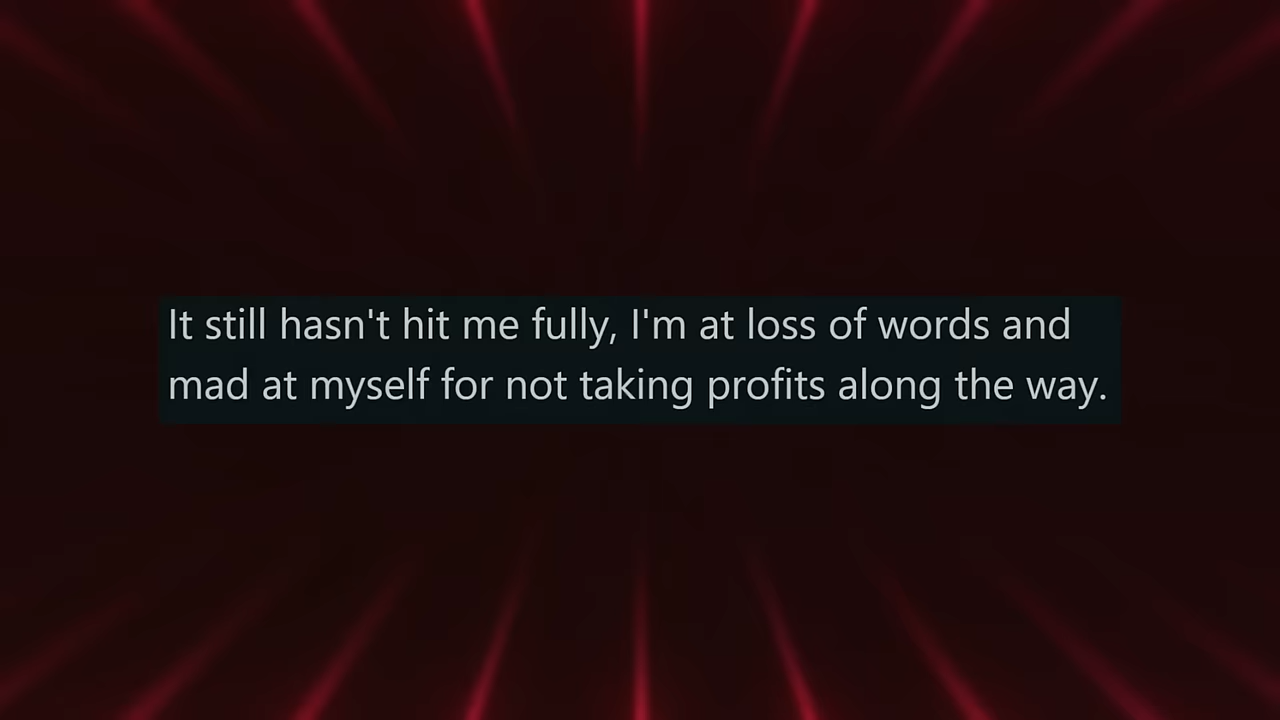 It still hasn't hit me fully, I'm at loss of words and
mad at myself for not taking profits along the way.